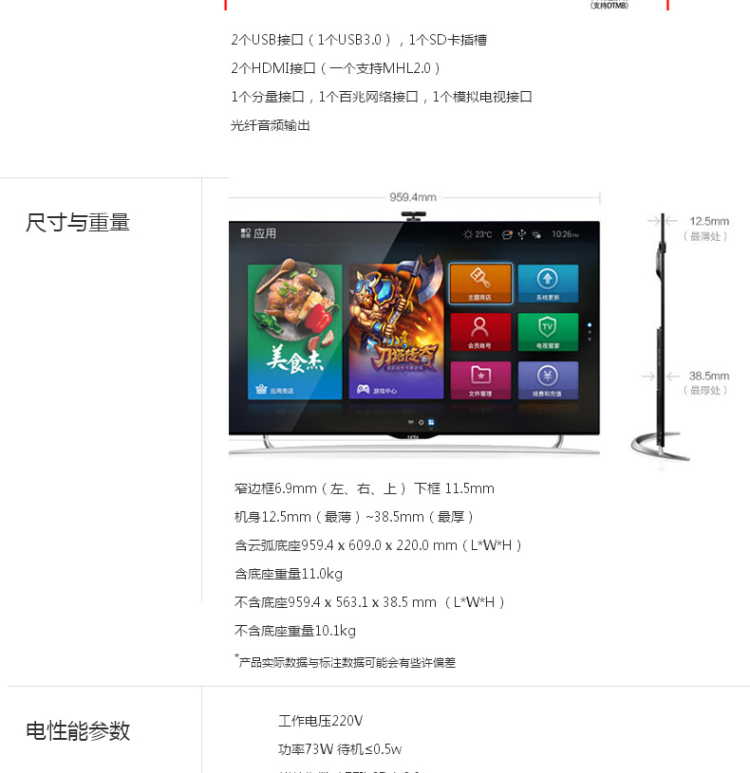 (支持DTMB)
2个USB接口（1个USB3.0），1个SD卡插槽
2个HDMI接口（一个支持MHL2.0）
1个分量接口，1个百兆网络接口，1个模拟电视接口
光纤音频输出
尺寸与重量
959.4mm
12.5mm
（最薄处）
应用
23°C
10:26PM
主题商店
系统更新
美食杰
刀塔传奇
TV
会员账号
电视管家
38.5mm
（最厚处）
应用商店
游戏中心
文件管理
续费和充值
Letv
窄边框6.9mm（左、右、上） 下框 11.5mm
机身12.5mm（最薄）~38.5mm（最厚）
含云弧底座959.4 x 609.0 x 220.0 mm（L*W*H）
含底座重量11.0kg
不含底座959.4 x 563.1 x 38.5 mm （L*W*H）
不含底座重量10.1kg
*产品实际数据与标注数据可能会有些许偏差
电性能参数
工作电压220V
功率73W 待机≤0.5w